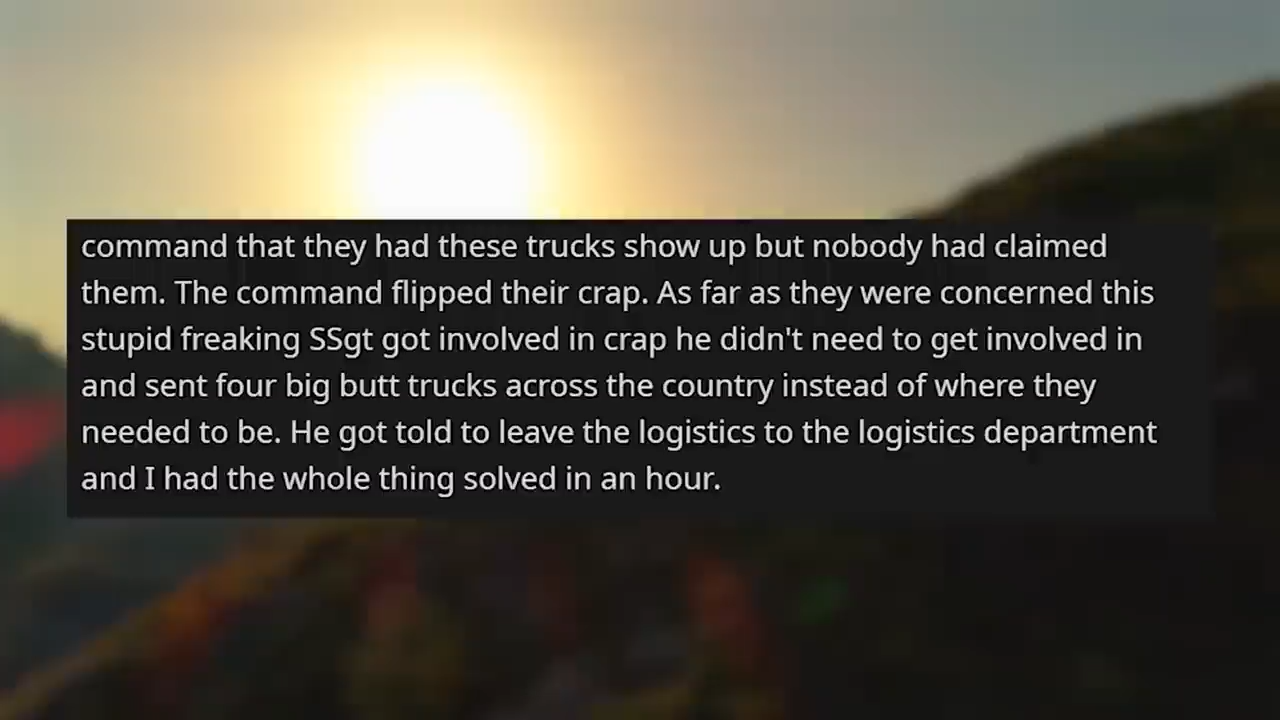 command that they had these trucks show up but nobody had claimed
them. The command flipped their crap. As far as they were concerned this
stupid freaking SSgt got involved in crap he didn't need to get involved in
and sent four big butt trucks across the country instead of where they
needed to be. He got told to leave the logistics to the logistics department
and I had the whole thing solved in an hour.